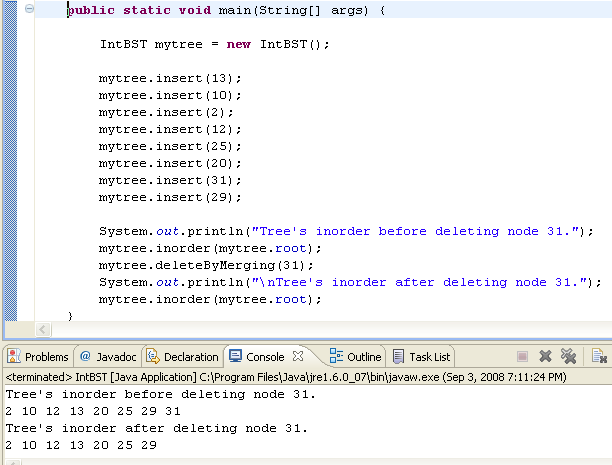 public static void main(String[] args) {
IntBST mytree = new IntBST();
mytree.insert(13);
mytree.insert(10);
mytree.insert(2);
mytree.insert(12);
mytree.insert(25);
mytree.insert(20);
mytree.insert(31);
mytree.insert(29);
System.out.println("Tree's inorder before deleting node 31.");
mytree.inorder(mytree.root);
mytree.deleteByMerging(31);
System.out.println("\nTree's inorder after deleting node 31.");
mytree.inorder(mytree.root);
}
Problems @ Javadoc Declaration Console Outline Task List
<terminated> IntBST [Java Application] C:\Program Files\Java\jre1.6.0_07\bin\javaw.exe (Sep 3, 2008 7:11:24 PM)
Tree's inorder before deleting node 31.
2 10 12 13 20 25 29 31
Tree's inorder after deleting node 31.
2 10 12 13 20 25 29